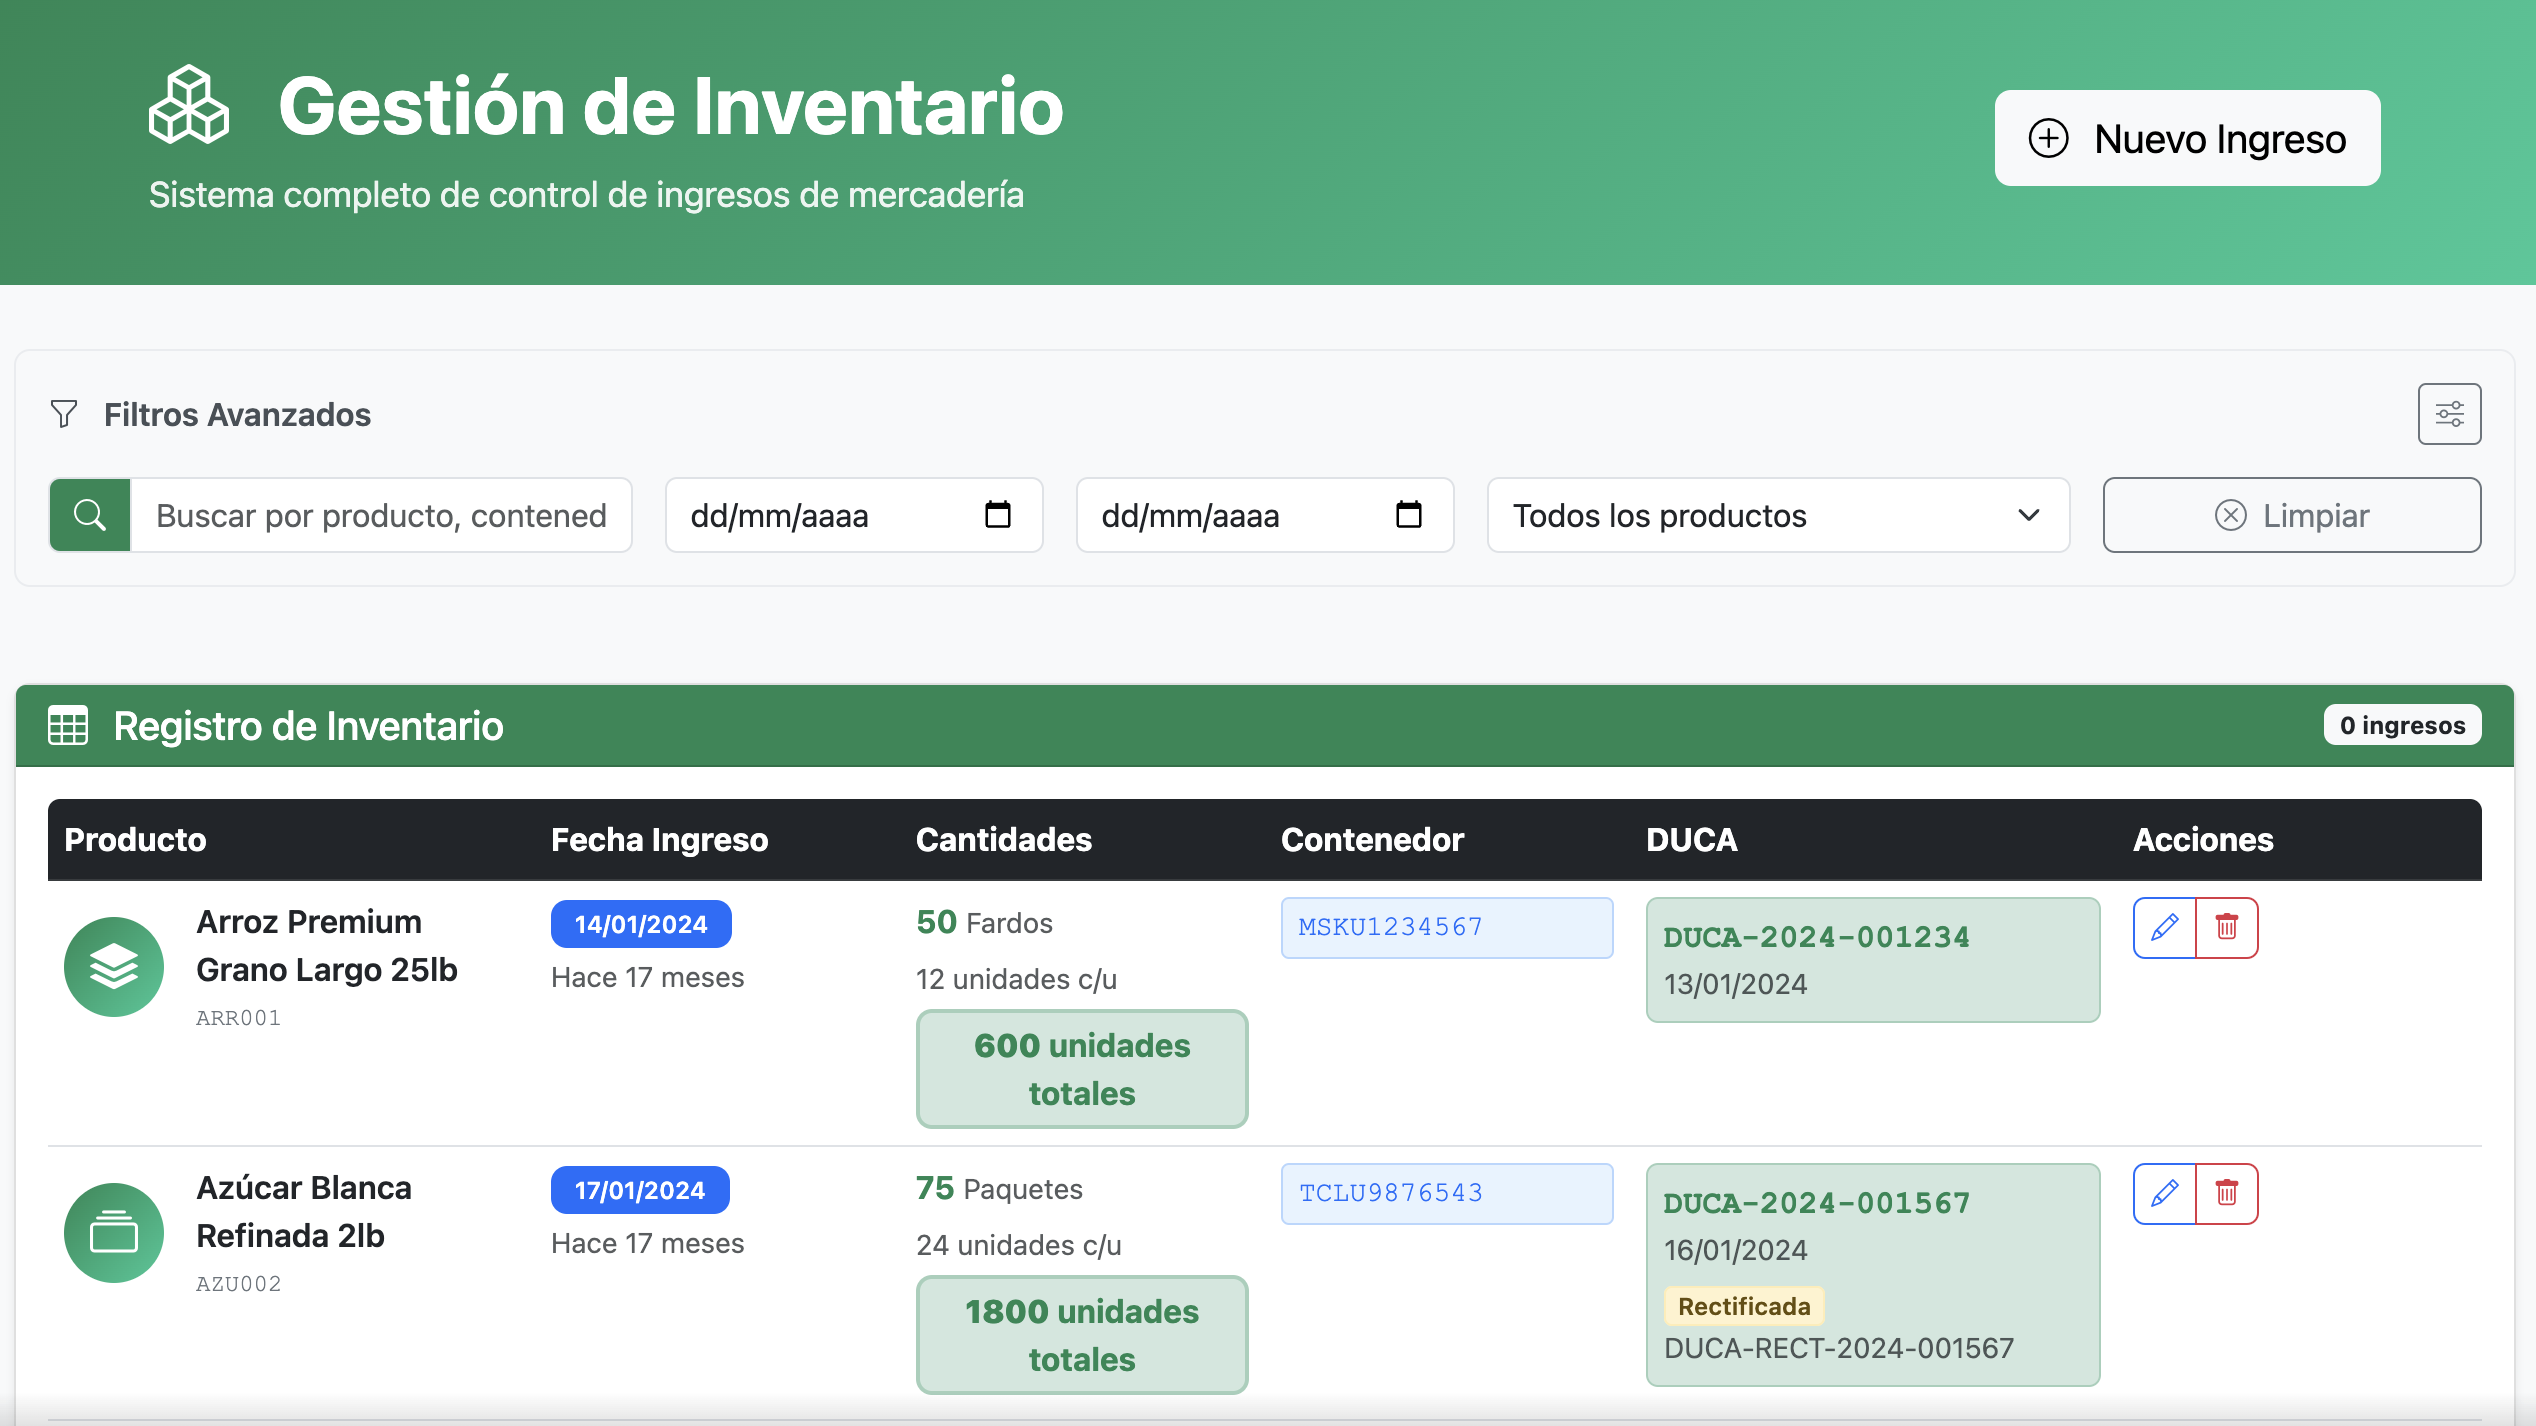 Gestión de Inventario
Sistema completo de control de ingresos de mercadería
Nuevo Ingreso
Filtros Avanzados
Buscar por producto, contened
dd/mm/aaaa
dd/mm/aaaa
Todos los productos
Limpiar
Registro de Inventario
0 ingresos
Producto
Fecha Ingreso
Cantidades
Contenedor
DUCA
Acciones
Arroz Premium
Grano Largo 25lb
ARR001
14/01/2024
Hace 17 meses
50 Fardos
12 unidades c/u
600 unidades
totales
MSKU1234567
DUCA-2024-001234
13/01/2024
Azúcar Blanca
Refinada 2lb
AZU002
17/01/2024
Hace 17 meses
75 Paquetes
24 unidades c/u
1800 unidades
totales
TCLU9876543
DUCA-2024-001567
16/01/2024
Rectificada
DUCA-RECT-2024-001567